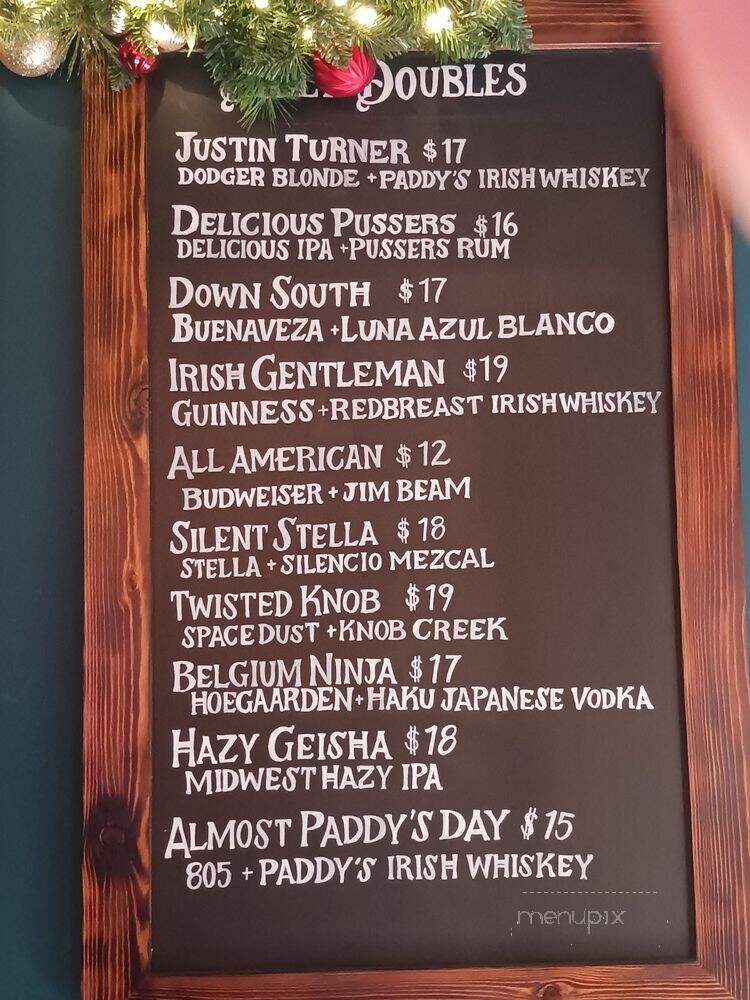 Doubles
Justin Turner $17
Dodger Blonde + Paddy's Irish Whiskey
Delicious Pussers $16
Delicious IPA + Pussers Rum
Down South $17
Buenaveza + Luna Azul Blanco
Irish Gentleman $19
Guinness + Redbreast Irish Whiskey
All American $12
Budweiser + Jim Beam
Silent Stella $18
Stella + Silencio Mezcal
Twisted Knob $19
Space Dust + Knob Creek
Belgium Ninja $17
Hoegaarden + Haku Japanese Vodka
Hazy Geisha $18
Midwest Hazy IPA
Almost Paddy's Day $15
805 + Paddy's Irish Whiskey
menupix